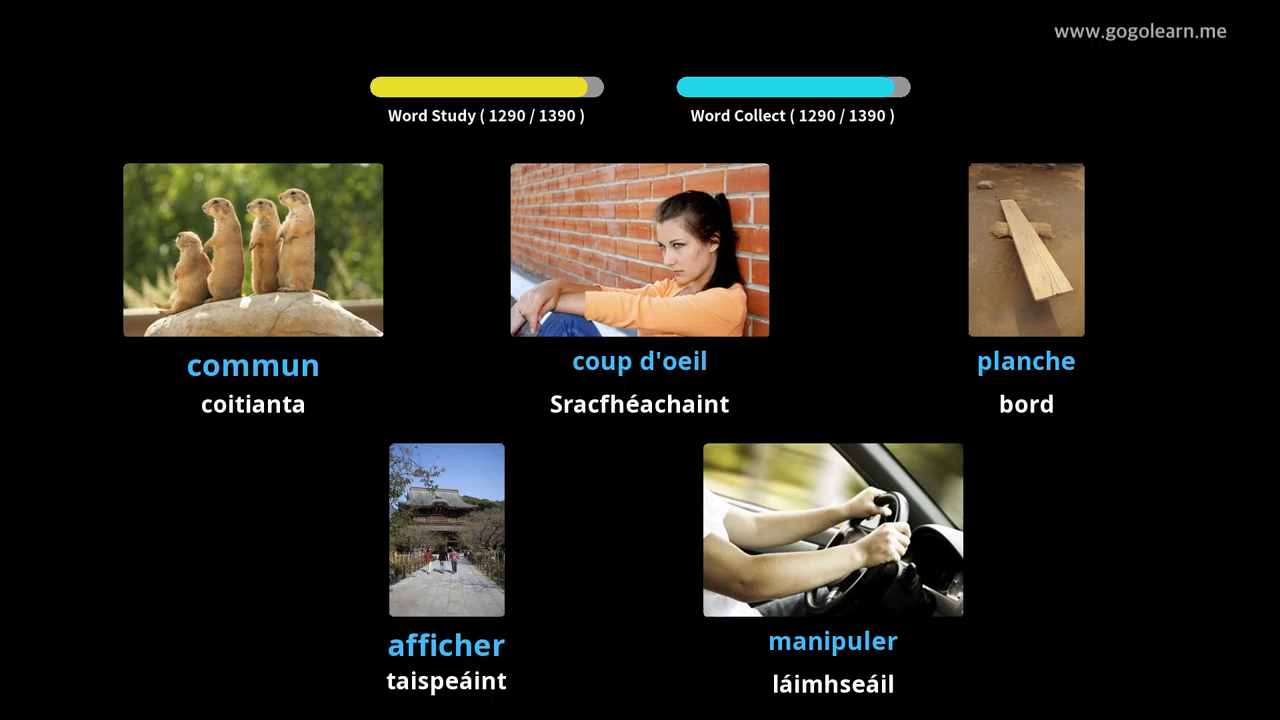 www.gogolearn.me
Word Study ( 1290 / 1390 )
Word Collect ( 1290 / 1390 )
commun
coup d'oeil
planche
coitianta
Sracfhéachaint
bord
afficher
manipuler
taispeáint
láimhseáil